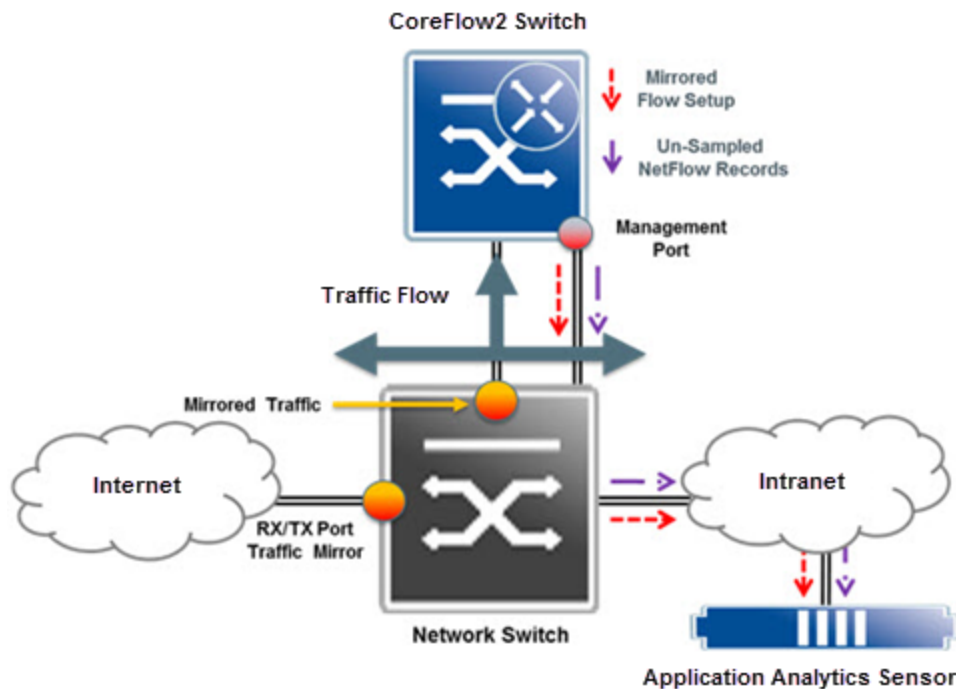 CoreFlow2 Switch
Mirrored
Flow Setup
Un-Sampled
NetFlow Records
Management
Port
Traffic Flow
Mirrored Traffic
Internet
RX/TX Port
Traffic Mirror
Intranet
Network Switch
Application Analytics Sensor